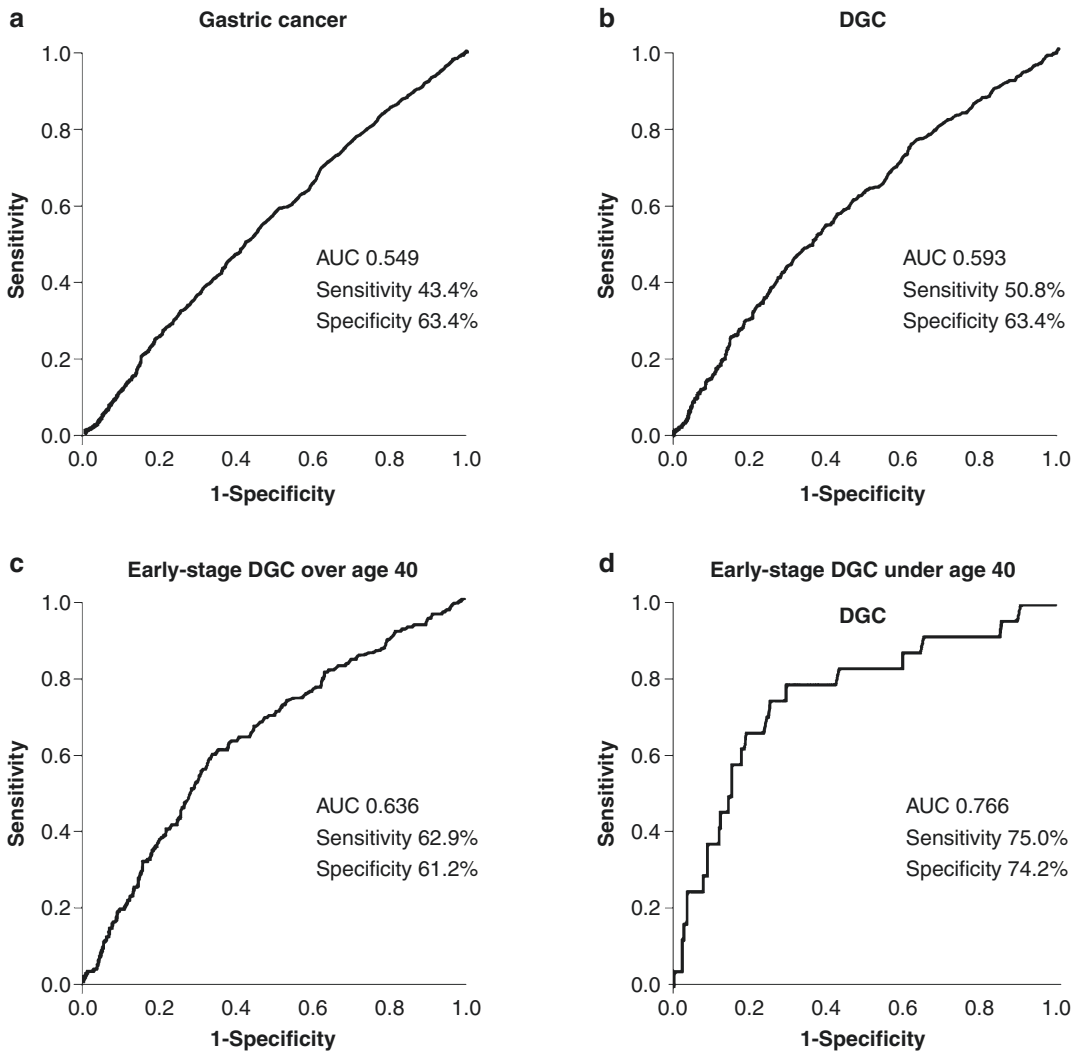 a
Gastric cancer
1.0
0.8
0.6
0.4
0.2
0.0
Sensitivity
AUC 0.549
Sensitivity 43.4%
Specificity 63.4%
0.0 0.2 0.4 0.6 0.8 1.0
1-Specificity
b
DGC
1.0
0.8
0.6
0.4
0.2
0.0
Sensitivity
AUC 0.593
Sensitivity 50.8%
Specificity 63.4%
0.0 0.2 0.4 0.6 0.8 1.0
1-Specificity
c
Early-stage DGC over age 40
1.0
0.8
0.6
0.4
0.2
0.0
Sensitivity
AUC 0.636
Sensitivity 62.9%
Specificity 61.2%
0.0 0.2 0.4 0.6 0.8 1.0
1-Specificity
d
Early-stage DGC under age 40
DGC
1.0
0.8
0.6
0.4
0.2
0.0
Sensitivity
AUC 0.766
Sensitivity 75.0%
Specificity 74.2%
0.0 0.2 0.4 0.6 0.8 1.0
1-Specificity